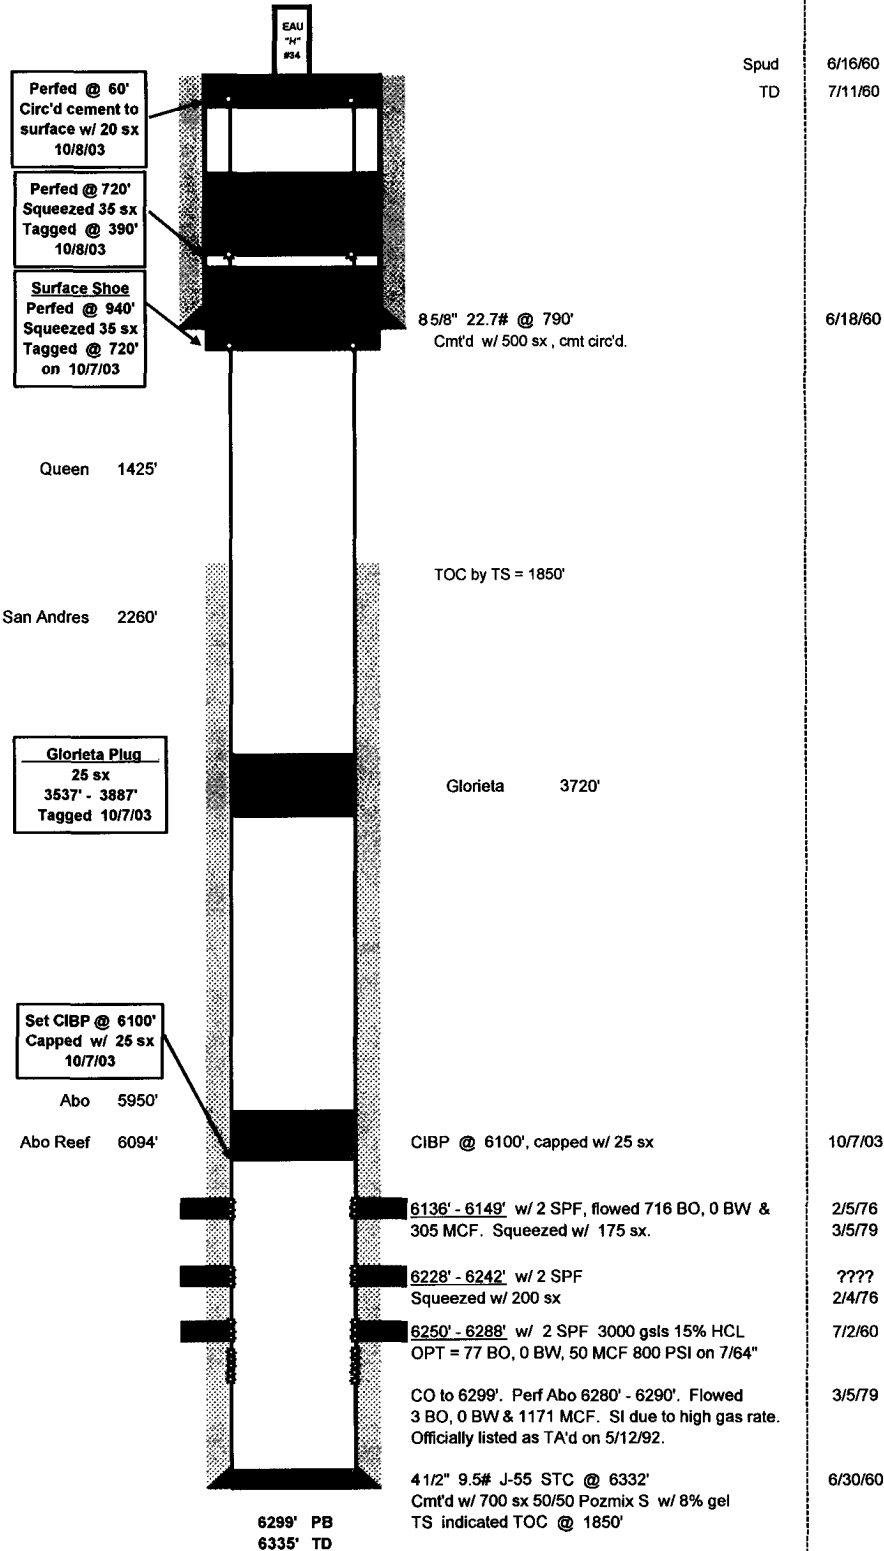 EAU
"H"
#34
Spud 6/16/60
TD 7/11/60
Perfed @ 60'
Circ'd cement to
surface w/ 20 sx
10/8/03
Perfed @ 720'
Squeezed 35 sx
Tagged @ 390'
10/8/03
Surface Shoe
Perfed @ 940'
Squeezed 35 sx
Tagged @ 720'
on 10/7/03
8 5/8" 22.7# @ 790' 6/18/60
Cmt'd w/ 500 sx , cmt circ'd.
Queen 1425'
TOC by TS = 1850'
San Andres 2260'
Glorieta Plug
25 sx
3537' - 3887'
Tagged 10/7/03
Glorieta 3720'
Set CIBP @ 6100'
Capped w/ 25 sx
10/7/03
Abo 5950'
Abo Reef 6094'
CIBP @ 6100', capped w/ 25 sx 10/7/03
6136' - 6149' w/ 2 SPF, flowed 716 BO, 0 BW & 2/5/76
305 MCF. Squeezed w/ 175 sx. 3/5/79
6228' - 6242' w/ 2 SPF ????
Squeezed w/ 200 sx 2/4/76
6250' - 6288' w/ 2 SPF 3000 gsls 15% HCL 7/2/60
OPT = 77 BO, 0 BW, 50 MCF 800 PSI on 7/64"
CO to 6299'. Perf Abo 6280' - 6290'. Flowed 3/5/79
3 BO, 0 BW & 1171 MCF. SI due to high gas rate.
Officially listed as TA'd on 5/12/92.
4 1/2" 9.5# J-55 STC @ 6332' 6/30/60
Cmt'd w/ 700 sx 50/50 Pozmix S w/ 8% gel
TS indicated TOC @ 1850'
6299' PB
6335' TD